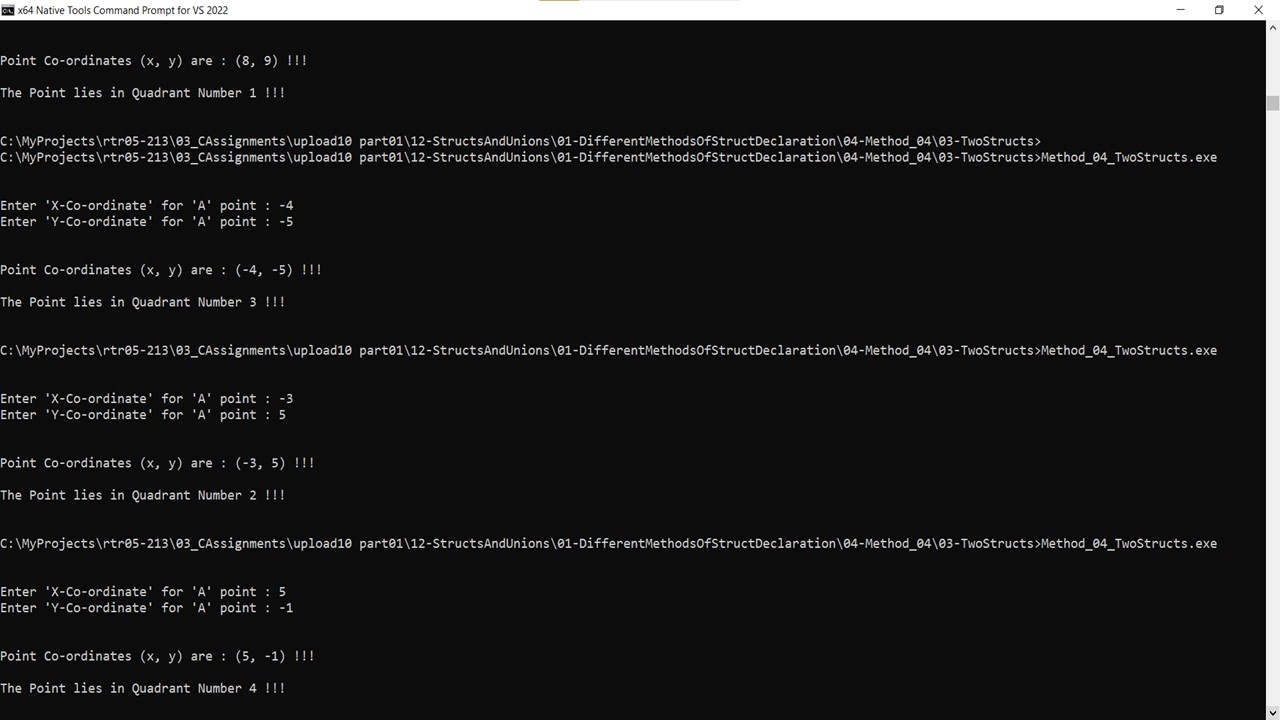 x64 Native Tools Command Prompt for VS 2022
Point Co-ordinates (x, y) are : (8, 9) !!!
The Point lies in Quadrant Number 1 !!!
C:\MyProjects\rtr05-213\03_CAssignments\upload10 part01\12-StructsAndUnions\01-DifferentMethodsOfStructDeclaration\04-Method_04\03-TwoStructs>
C:\MyProjects\rtr05-213\03_CAssignments\upload10 part01\12-StructsAndUnions\01-DifferentMethodsOfStructDeclaration\04-Method_04\03-TwoStructs>Method_04_TwoStructs.exe
Enter 'X-Co-ordinate' for 'A' point : -4
Enter 'Y-Co-ordinate' for 'A' point : -5
Point Co-ordinates (x, y) are : (-4, -5) !!!
The Point lies in Quadrant Number 3 !!!
C:\MyProjects\rtr05-213\03_CAssignments\upload10 part01\12-StructsAndUnions\01-DifferentMethodsOfStructDeclaration\04-Method_04\03-TwoStructs>Method_04_TwoStructs.exe
Enter 'X-Co-ordinate' for 'A' point : -3
Enter 'Y-Co-ordinate' for 'A' point : 5
Point Co-ordinates (x, y) are : (-3, 5) !!!
The Point lies in Quadrant Number 2 !!!
C:\MyProjects\rtr05-213\03_CAssignments\upload10 part01\12-StructsAndUnions\01-DifferentMethodsOfStructDeclaration\04-Method_04\03-TwoStructs>Method_04_TwoStructs.exe
Enter 'X-Co-ordinate' for 'A' point : 5
Enter 'Y-Co-ordinate' for 'A' point : -1
Point Co-ordinates (x, y) are : (5, -1) !!!
The Point lies in Quadrant Number 4 !!!